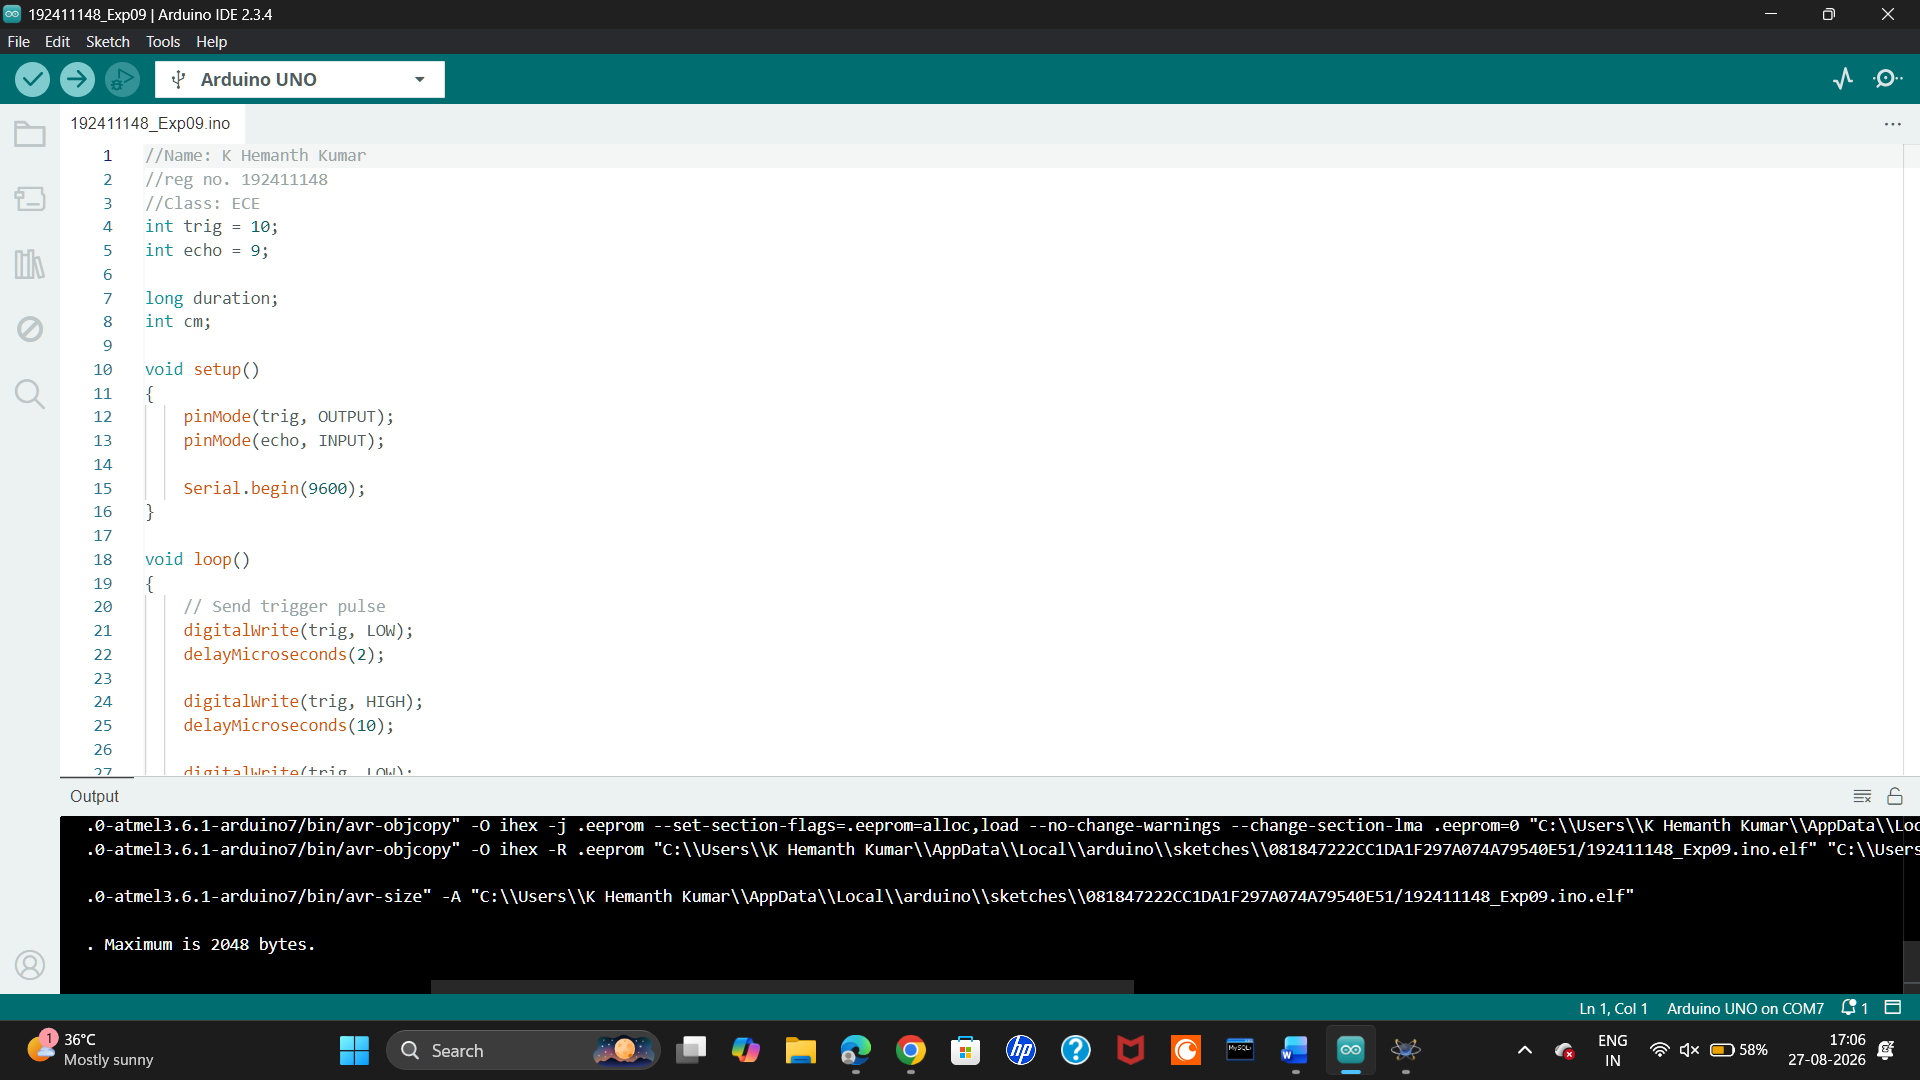 192411148_Exp09 | Arduino IDE 2.3.4
File Edit Sketch Tools Help
Arduino UNO
192411148_Exp09.ino
1 //Name: K Hemanth Kumar
2 //reg no. 192411148
3 //Class: ECE
4 int trig = 10;
5 int echo = 9;
6
7 long duration;
8 int cm;
9
10 void setup()
11 {
12 pinMode(trig, OUTPUT);
13 pinMode(echo, INPUT);
14
15 Serial.begin(9600);
16 }
17
18 void loop()
19 {
20 // Send trigger pulse
21 digitalWrite(trig, LOW);
22 delayMicroseconds(2);
23
24 digitalWrite(trig, HIGH);
25 delayMicroseconds(10);
26
27 digitalWrite(trig, LOW);
Output
.0-atmel3.6.1-arduino7/bin/avr-objcopy" -O ihex -j .eeprom --set-section-flags=.eeprom=alloc,load --no-change-warnings --change-section-lma .eeprom=0 "C:\\Users\\K Hemanth Kumar\\AppData\\Loc
.0-atmel3.6.1-arduino7/bin/avr-objcopy" -O ihex -R .eeprom "C:\\Users\\K Hemanth Kumar\\AppData\\Local\\arduino\\sketches\\081847222CC1DA1F297A074A79540E51/192411148_Exp09.ino.elf" "C:\\Users
.0-atmel3.6.1-arduino7/bin/avr-size" -A "C:\\Users\\K Hemanth Kumar\\AppData\\Local\\arduino\\sketches\\081847222CC1DA1F297A074A79540E51/192411148_Exp09.ino.elf"
. Maximum is 2048 bytes.
Ln 1, Col 1 Arduino UNO on COM7 1
1 36°C
Mostly sunny
Search
hp
?
MySQL
W
ENG
IN
58%
17:06
27-08-2026